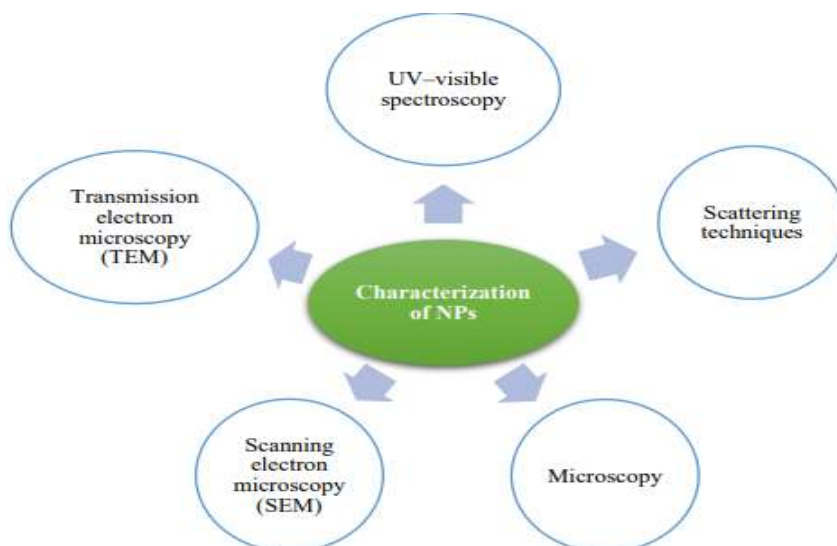 UV–visible
spectroscopy
Transmission
electron
microscopy
(TEM)
Scattering
techniques
Characterization
of NPs
Scanning
electron
microscopy
(SEM)
Microscopy